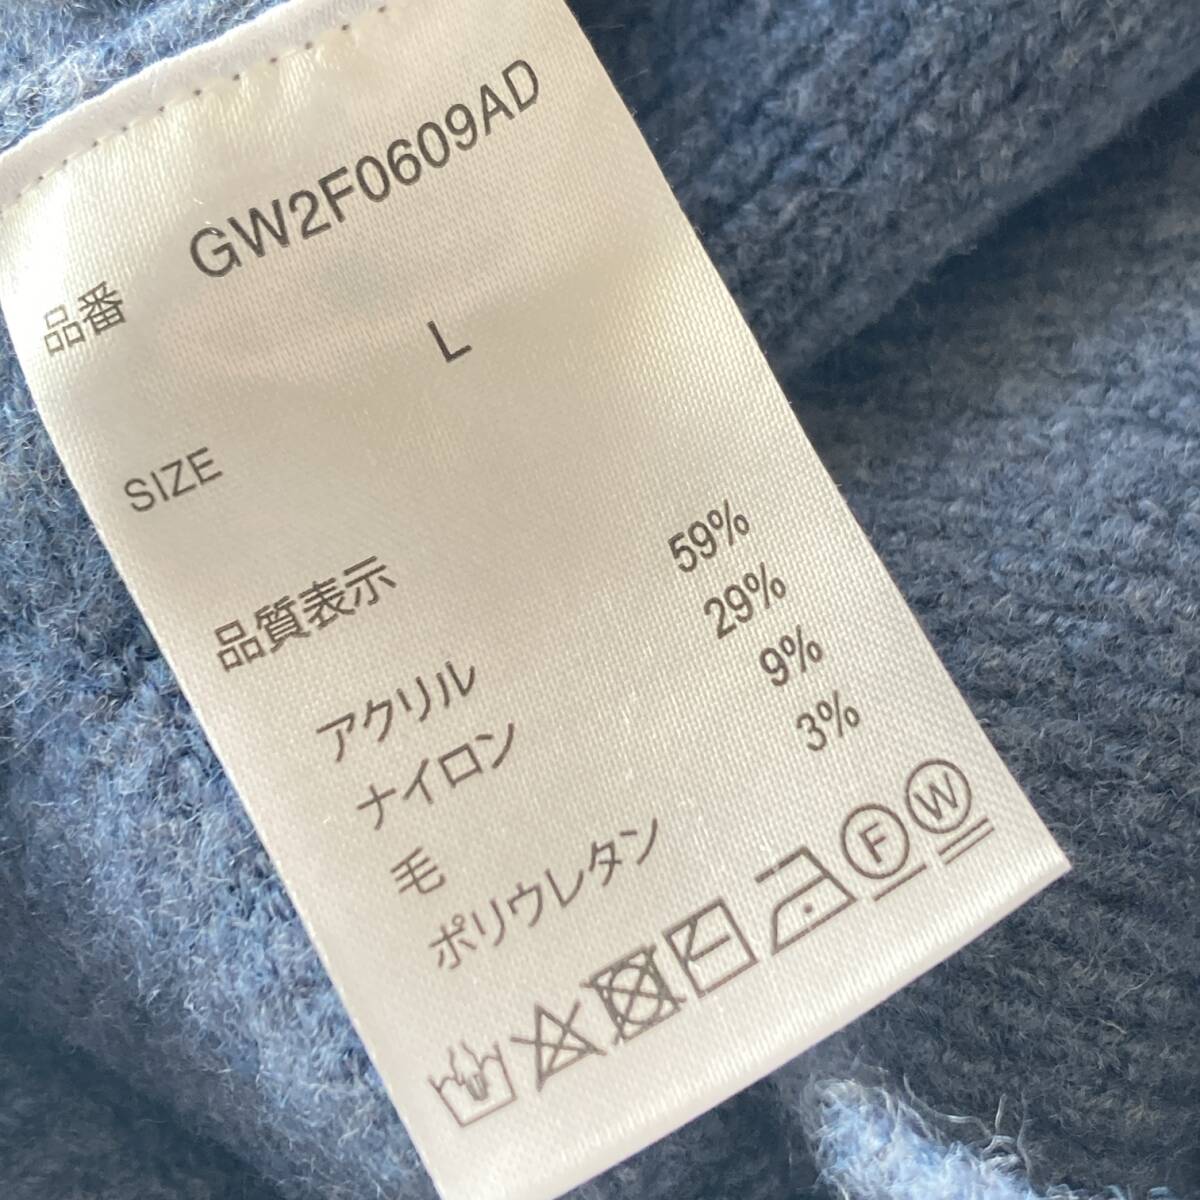 品番 GW2F0609AD
SIZE L
品質表示
アクリル 59%
ナイロン 29%
毛 9%
ポリウレタン 3%
F W